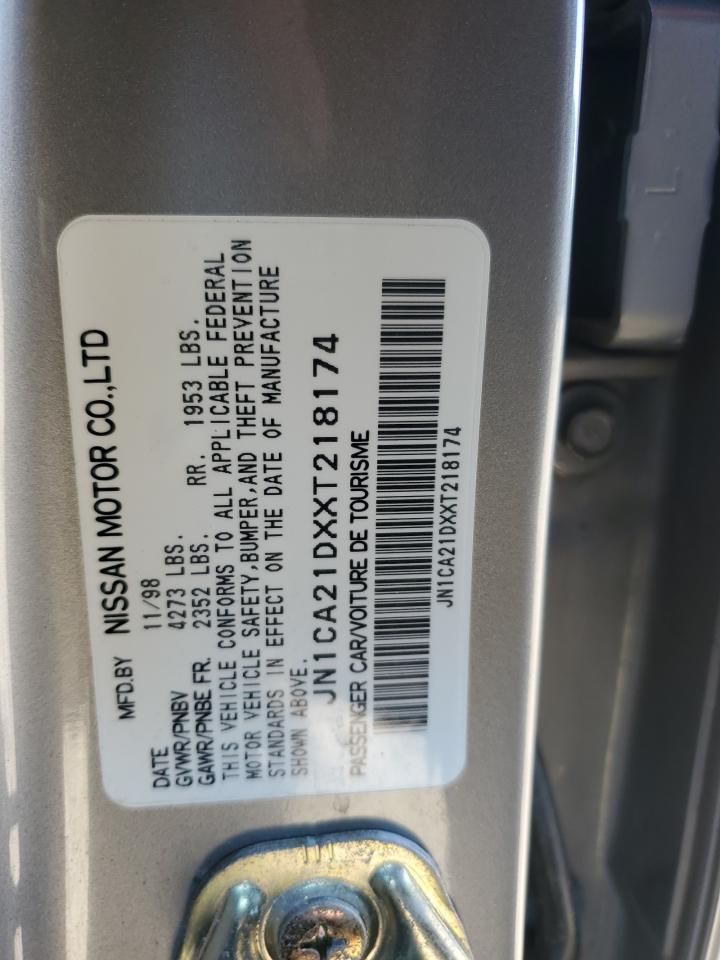 MFD.BY NISSAN MOTOR CO.,LTD
DATE 11/98
GVWR/PNBV 4273 LBS.
GAWR/PNBE FR. 2352 LBS. RR. 1953 LBS.
THIS VEHICLE CONFORMS TO ALL APPLICABLE FEDERAL
MOTOR VEHICLE SAFETY,BUMPER,AND THEFT PREVENTION
STANDARDS IN EFFECT ON THE DATE OF MANUFACTURE
SHOWN ABOVE.
JN1CA21DXXT218174
PASSENGER CAR/VOITURE DE TOURISME
JN1CA21DXXT218174
L